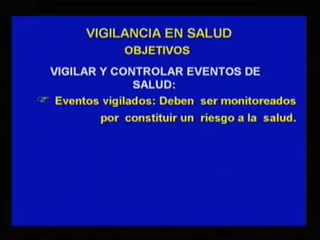 VIGILANCIA EN SALUD
OBJETIVOS
VIGILAR Y CONTROLAR EVENTOS DE
SALUD:
☞ Eventos vigilados: Deben ser monitoreados
por constituir un riesgo a la salud.